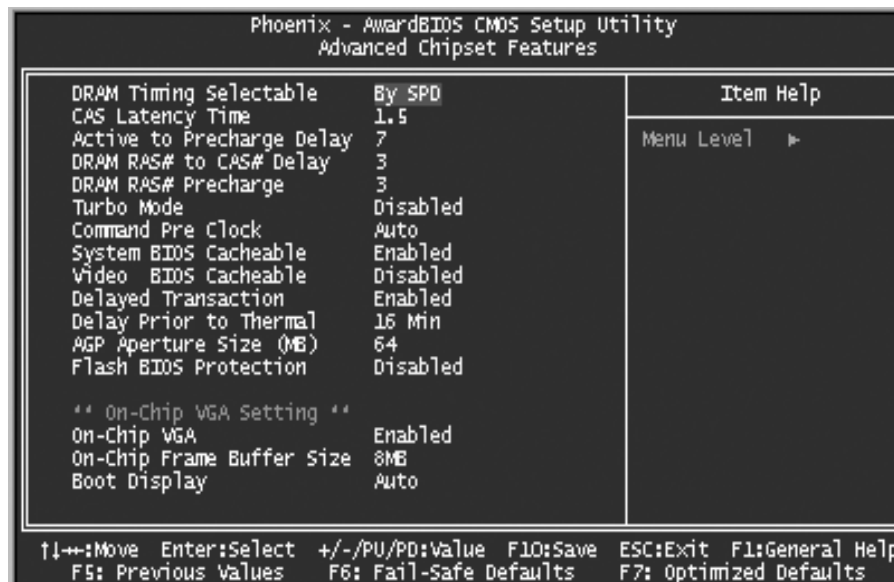 Phoenix - AwardBIOS CMOS Setup Utility
Advanced Chipset Features
DRAM Timing Selectable By SPD
CAS Latency Time 1.5
Active to Precharge Delay 7
DRAM RAS# to CAS# Delay 3
DRAM RAS# Precharge 3
Turbo Mode Disabled
Command Pre Clock Auto
System BIOS Cacheable Enabled
Video BIOS Cacheable Disabled
Delayed Transaction Enabled
Delay Prior to Thermal 16 Min
AGP Aperture Size (MB) 64
Flash BIOS Protection Disabled
** On-Chip VGA Setting **
On-Chip VGA Enabled
On-Chip Frame Buffer Size 8MB
Boot Display Auto
Item Help
Menu Level ►
↑↓→←:Move Enter:Select +/-/PU/PD:Value F10:Save ESC:Exit F1:General Help
F5: Previous Values F6: Fail-Safe Defaults F7: Optimized Defaults